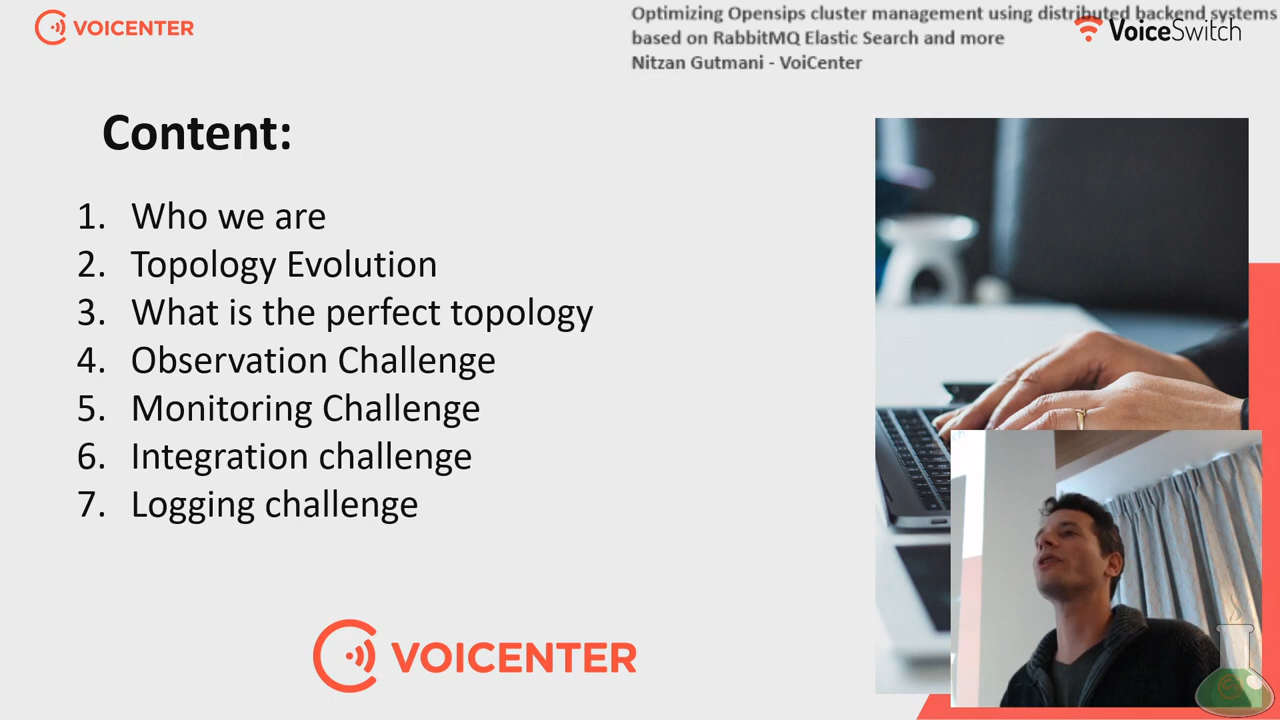 VOICENTER
Optimizing Opensips cluster management using distributed backend systems
based on RabbitMQ Elastic Search and more
Nitzan Gutmani - VoiCenter
VoiceSwitch
Content:
1. Who we are
2. Topology Evolution
3. What is the perfect topology
4. Observation Challenge
5. Monitoring Challenge
6. Integration challenge
7. Logging challenge
VOICENTER